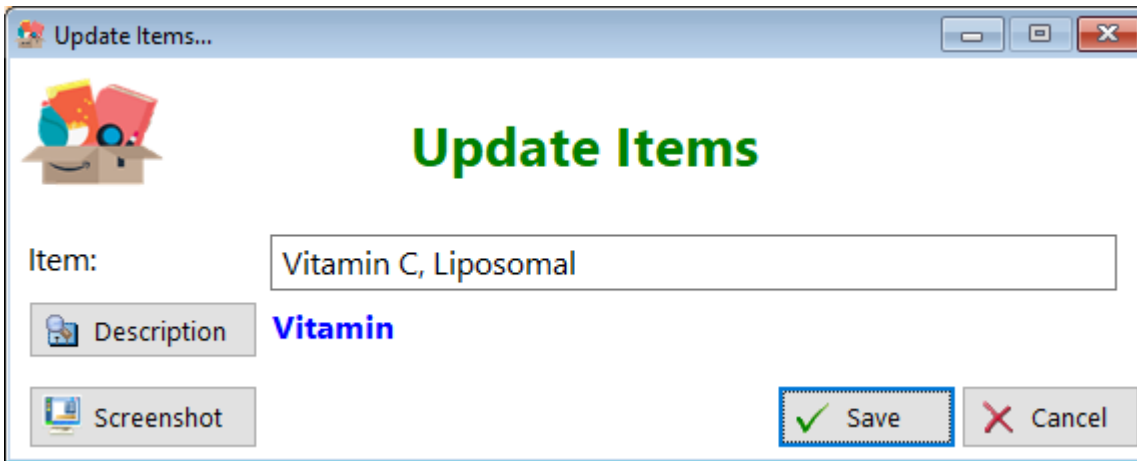 Update Items...
Update Items
Item:
Vitamin C, Liposomal
Description
Vitamin
Screenshot
Save
Cancel